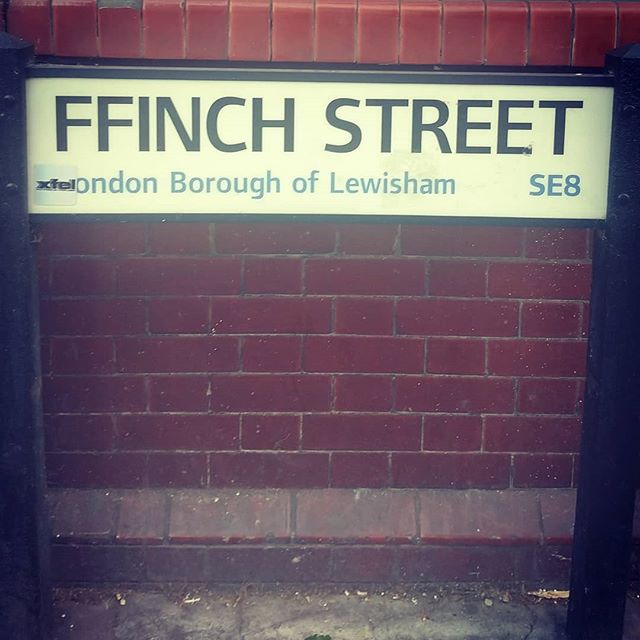 FFINCH STREET
xfel ondon Borough of Lewisham SE8